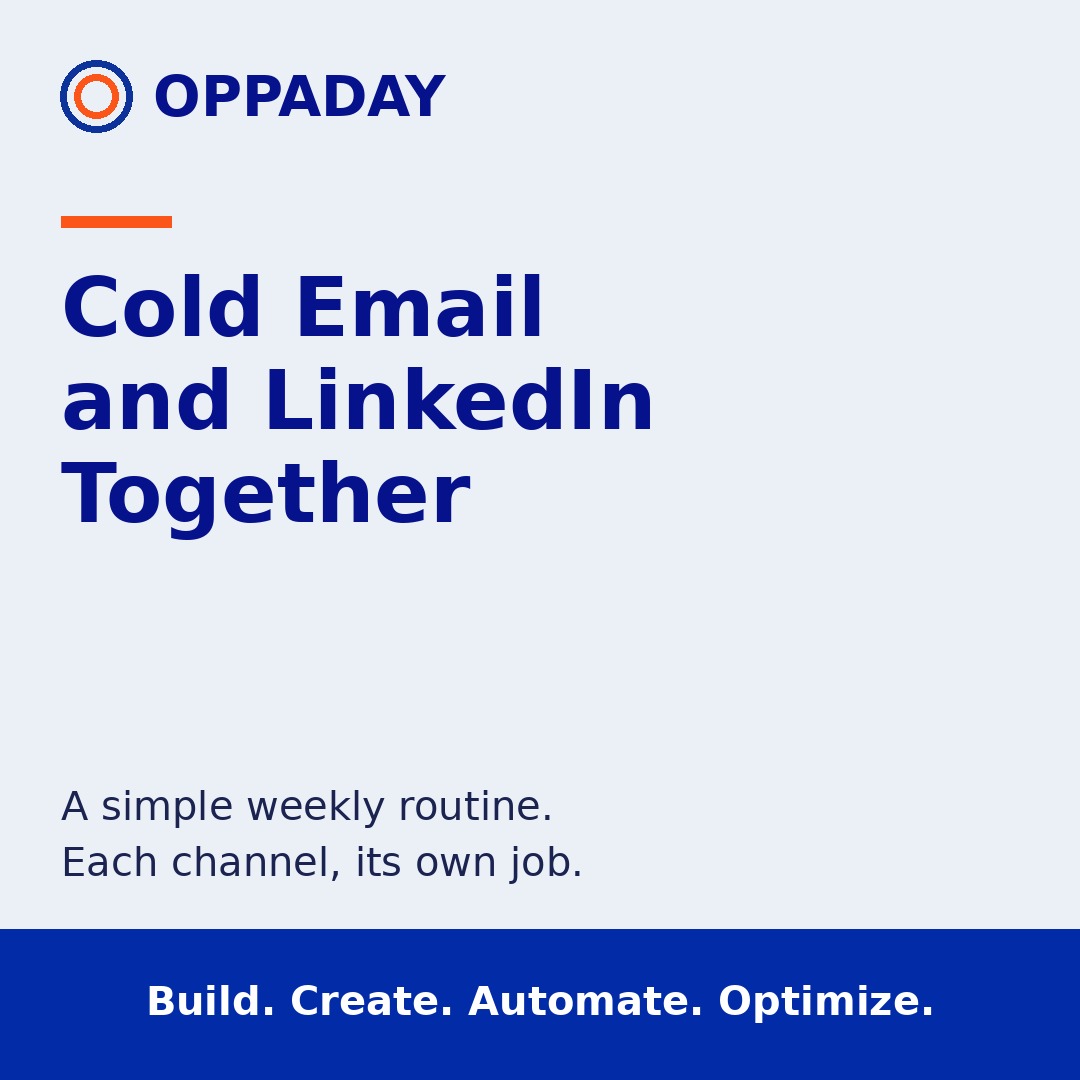 OPPADAY
Cold Email
and LinkedIn
Together
A simple weekly routine.
Each channel, its own job.
Build. Create. Automate. Optimize.